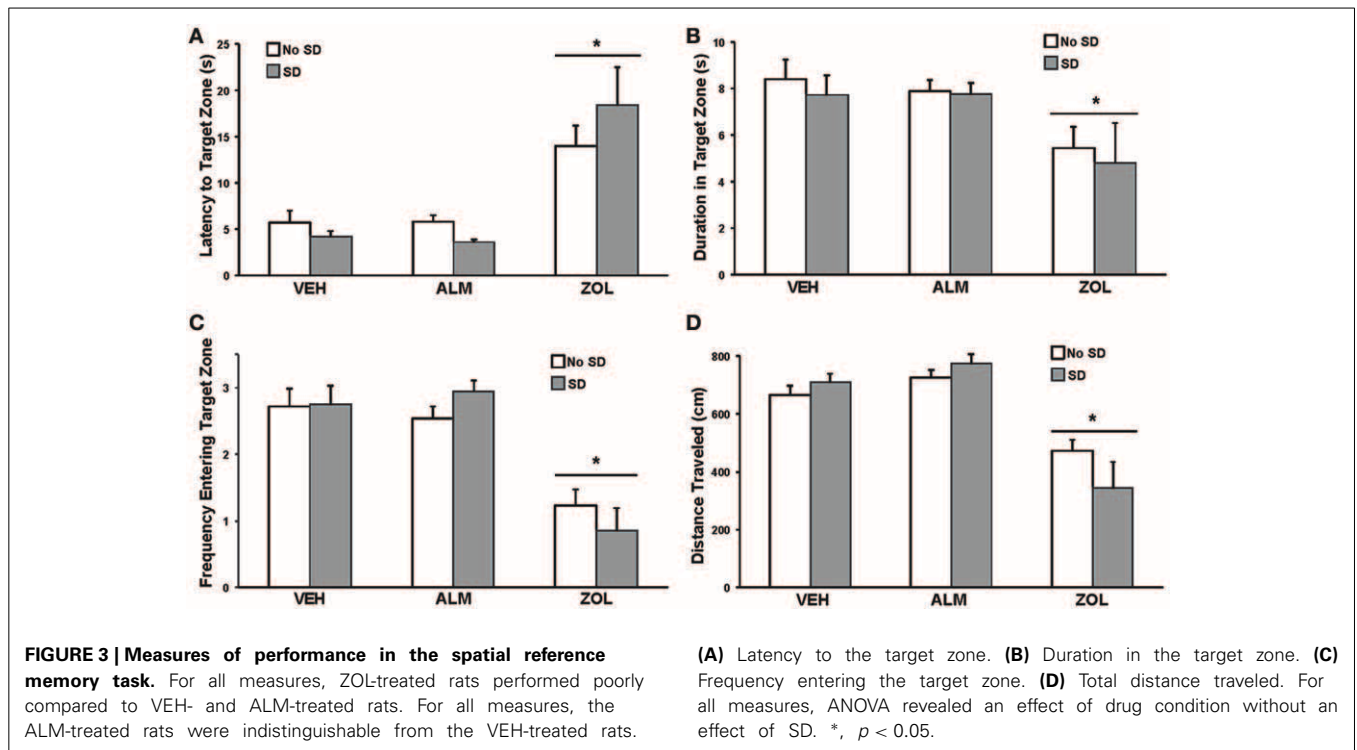 A
25
20
15
10
5
0
Latency to Target Zone (s)
No SD
SD
*
VEH ALM ZOL
B
10
8
6
4
2
0
Duration in Target Zone (s)
No SD
SD
*
VEH ALM ZOL
C
3
2
1
0
Frequency Entering Target Zone
No SD
SD
*
VEH ALM ZOL
D
800
600
400
200
0
Distance Traveled (cm)
No SD
SD
*
VEH ALM ZOL
FIGURE 3 | Measures of performance in the spatial reference
memory task. For all measures, ZOL-treated rats performed poorly
compared to VEH- and ALM-treated rats. For all measures, the
ALM-treated rats were indistinguishable from the VEH-treated rats.
(A) Latency to the target zone. (B) Duration in the target zone. (C)
Frequency entering the target zone. (D) Total distance traveled. For
all measures, ANOVA revealed an effect of drug condition without an
effect of SD. *, p < 0.05.